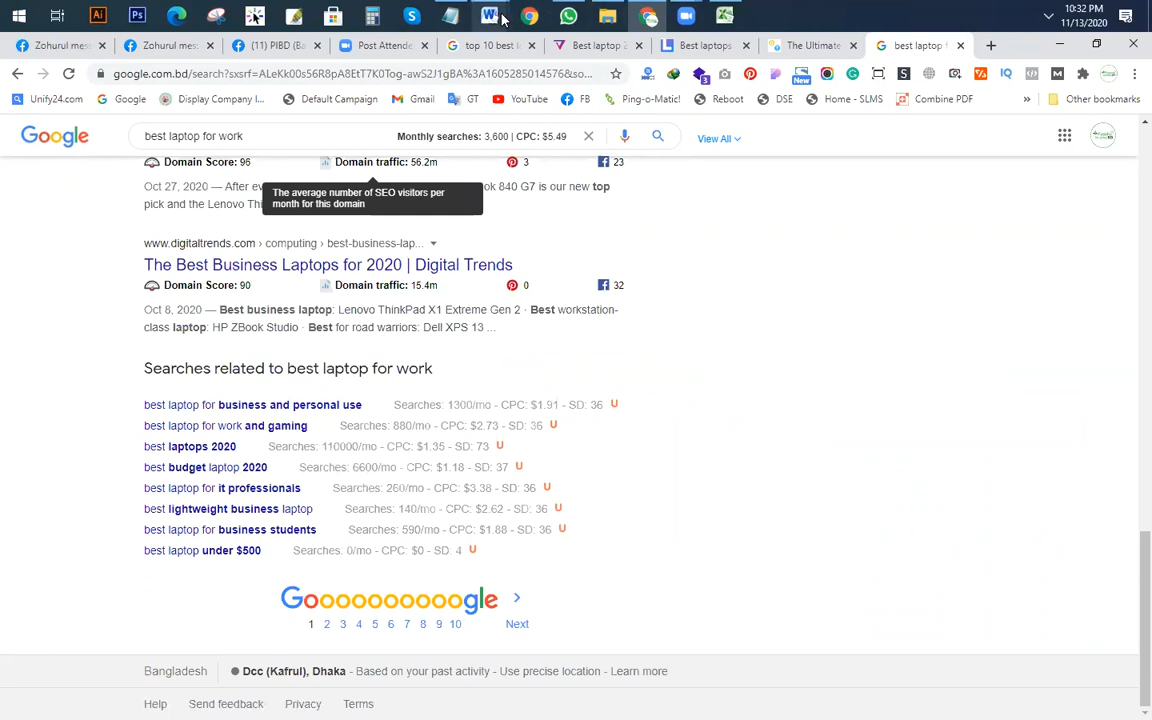 10:32 PM
11/13/2020
Zohurul mes:
Zohurul mes:
(11) PIBD (Ba
Post Attende
top 10 best l
Best laptop 2
Best laptops
The Ultimate
best laptop f
google.com.bd/search?sxsrf=ALeKk00s56R8pA8EtT7K0Tog-awS2J1gBA%3A1605285014576&so...
Unify24.com
Google
Display Company I...
Default Campaign
Gmail
GT
YouTube
FB
Ping-o-Matic!
Reboot
DSE
Home - SLMS
Combine PDF
»
Other bookmarks
Google
best laptop for work
Monthly searches: 3,600 | CPC: $5.49
View All
Domain Score: 96
Domain traffic: 56.2m
3
23
Oct 27, 2020 — After ev
ok 840 G7 is our new top
pick and the Lenovo Thi
The average number of SEO visitors per
month for this domain
www.digitaltrends.com › computing › best-business-lap...
The Best Business Laptops for 2020 | Digital Trends
Domain Score: 90
Domain traffic: 15.4m
0
32
Oct 8, 2020 — Best business laptop: Lenovo ThinkPad X1 Extreme Gen 2 · Best workstation-
class laptop: HP ZBook Studio · Best for road warriors: Dell XPS 13 ...
Searches related to best laptop for work
best laptop for business and personal use Searches: 1300/mo - CPC: $1.91 - SD: 36
best laptop for work and gaming Searches: 880/mo - CPC: $2.73 - SD: 36
best laptops 2020 Searches: 110000/mo - CPC: $1.35 - SD: 73
best budget laptop 2020 Searches: 6600/mo - CPC: $1.18 - SD: 37
best laptop for it professionals Searches: 260/mo - CPC: $3.38 - SD: 36
best lightweight business laptop Searches: 140/mo - CPC: $2.62 - SD: 36
best laptop for business students Searches: 590/mo - CPC: $1.88 - SD: 36
best laptop under $500 Searches: 0/mo - CPC: $0 - SD: 4
Goooooooooogle
1 2 3 4 5 6 7 8 9 10 Next
Bangladesh
Dcc (Kafrul), Dhaka - Based on your past activity - Use precise location - Learn more
Help
Send feedback
Privacy
Terms